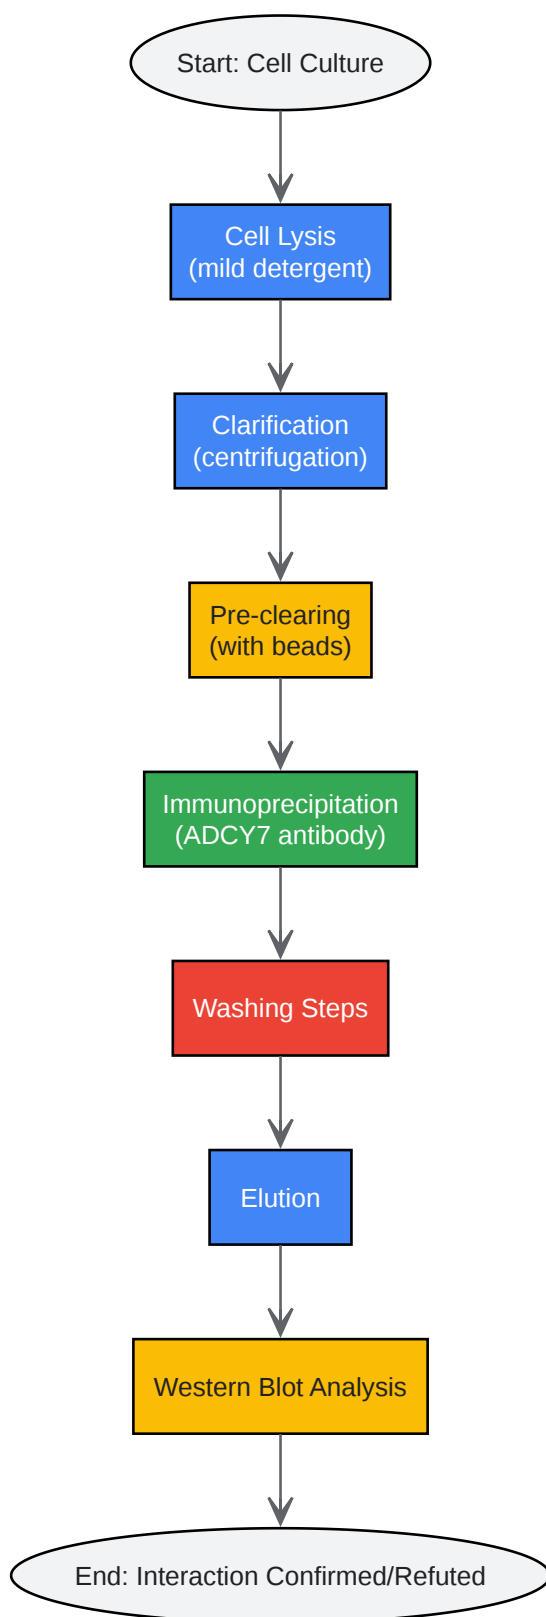 Start: Cell Culture
Cell Lysis
(mild detergent)
Clarification
(centrifugation)
Pre-clearing
(with beads)
Immunoprecipitation
(ADCY7 antibody)
Washing Steps
Elution
Western Blot Analysis
End: Interaction Confirmed/Refuted